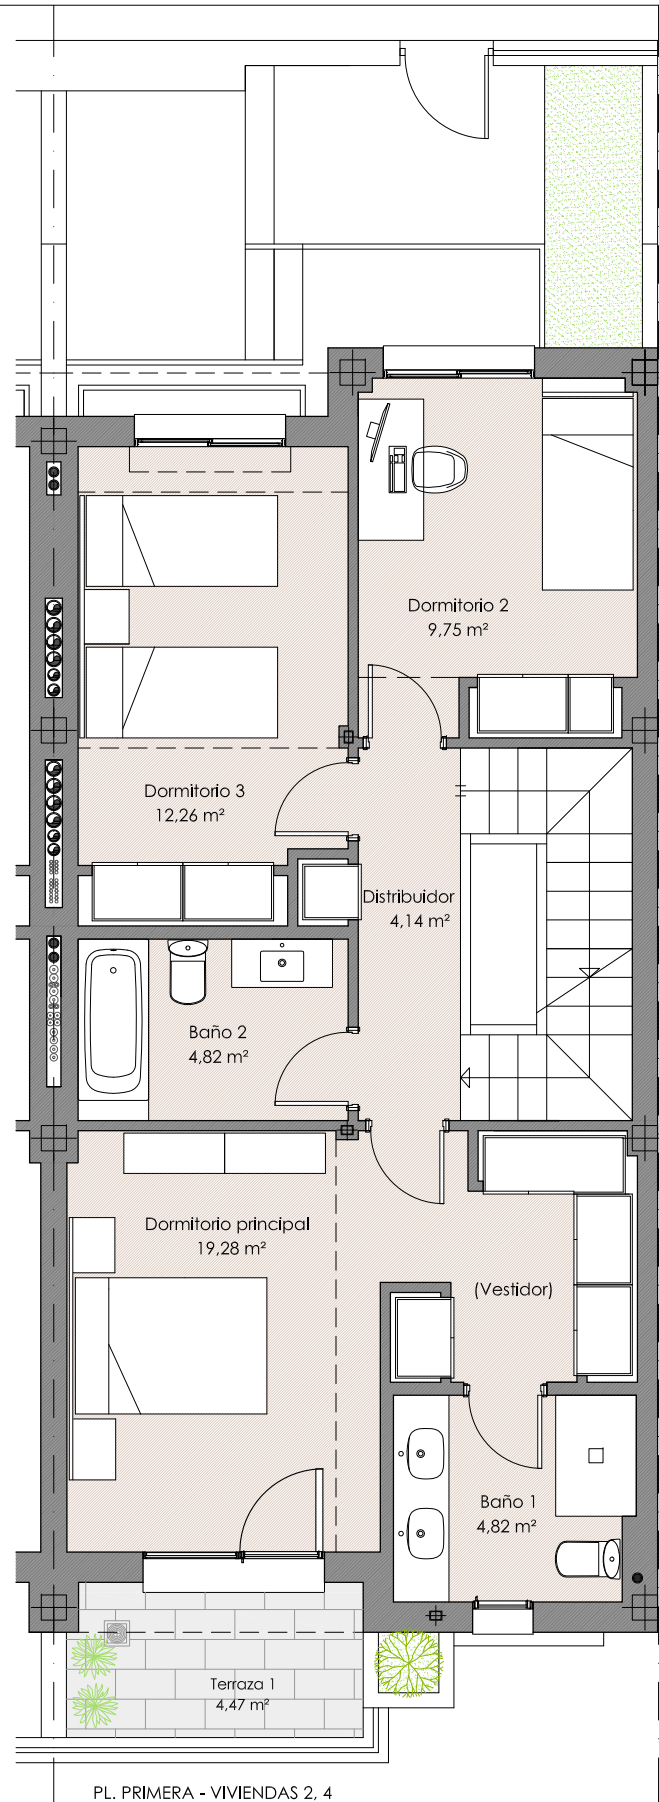 Dormitorio 2
9,75 m²
Dormitorio 3
12,26 m²
Distribuidor
4,14 m²
Baño 2
4,82 m²
Dormitorio principal
19,28 m²
(Vestidor)
Baño 1
4,82 m²
Terraza 1
4,47 m²
PL. PRIMERA - VIVIENDAS 2, 4